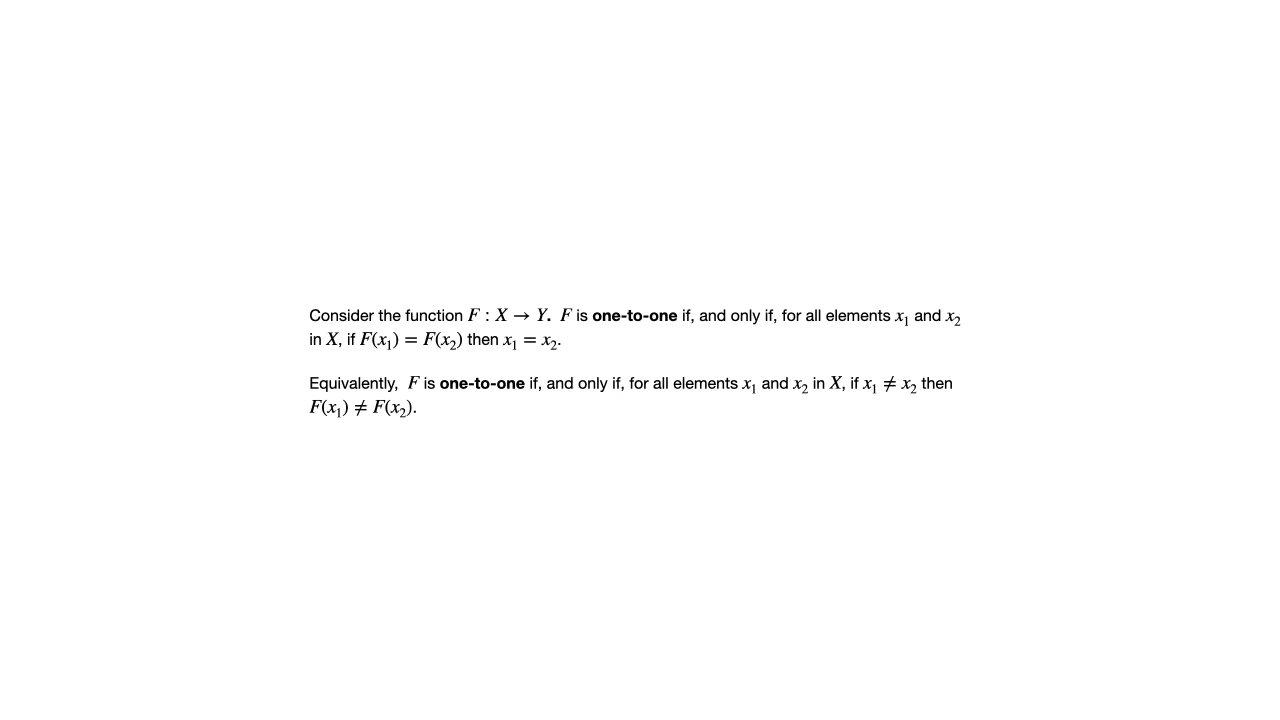 Consider the function F : X → Y. F is one-to-one if, and only if, for all elements x₁ and x₂
in X, if F(x₁) = F(x₂) then x₁ = x₂.
Equivalently, F is one-to-one if, and only if, for all elements x₁ and x₂ in X, if x₁ ≠ x₂ then
F(x₁) ≠ F(x₂).